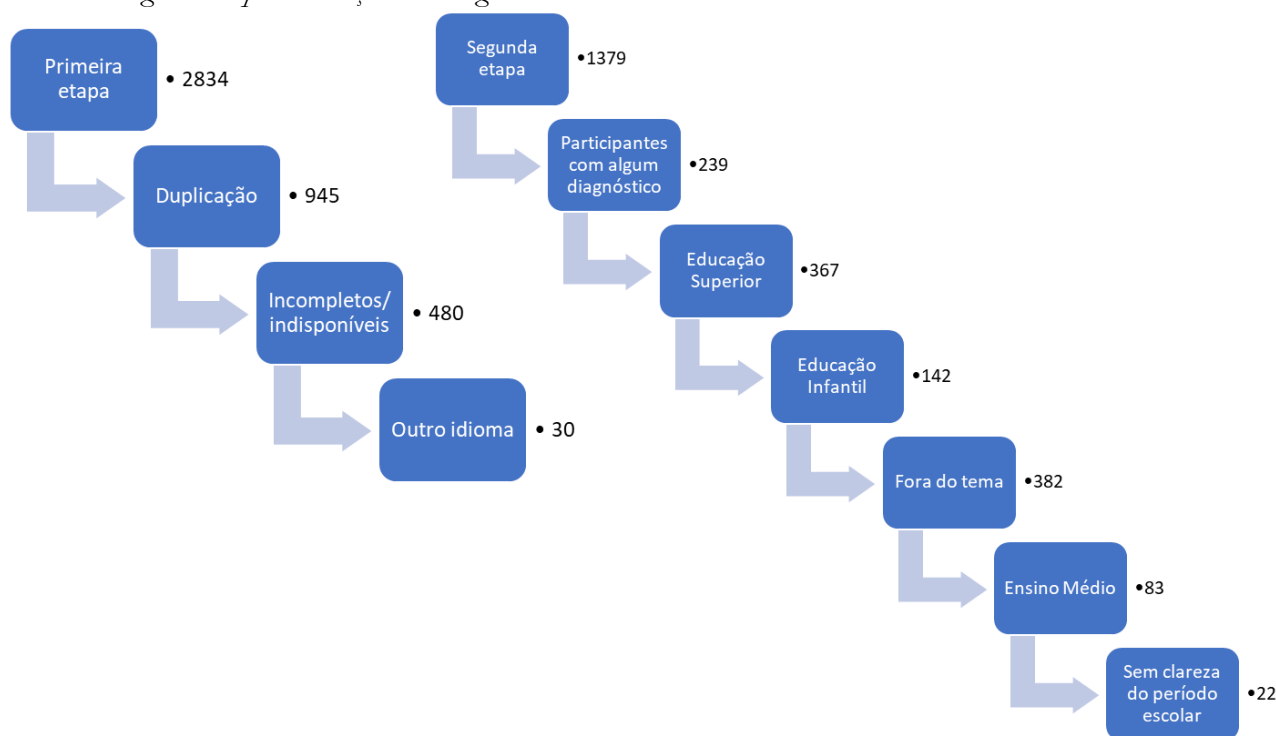 Primeira
etapa
• 2834
Duplicação
• 945
Incompletos/
indisponíveis
• 480
Outro idioma
• 30
Segunda
etapa
•1379
Participantes
com algum
diagnóstico
•239
Educação
Superior
•367
Educação
Infantil
•142
Fora do tema
•382
Ensino Médio
•83
Sem clareza
do período
escolar
•22